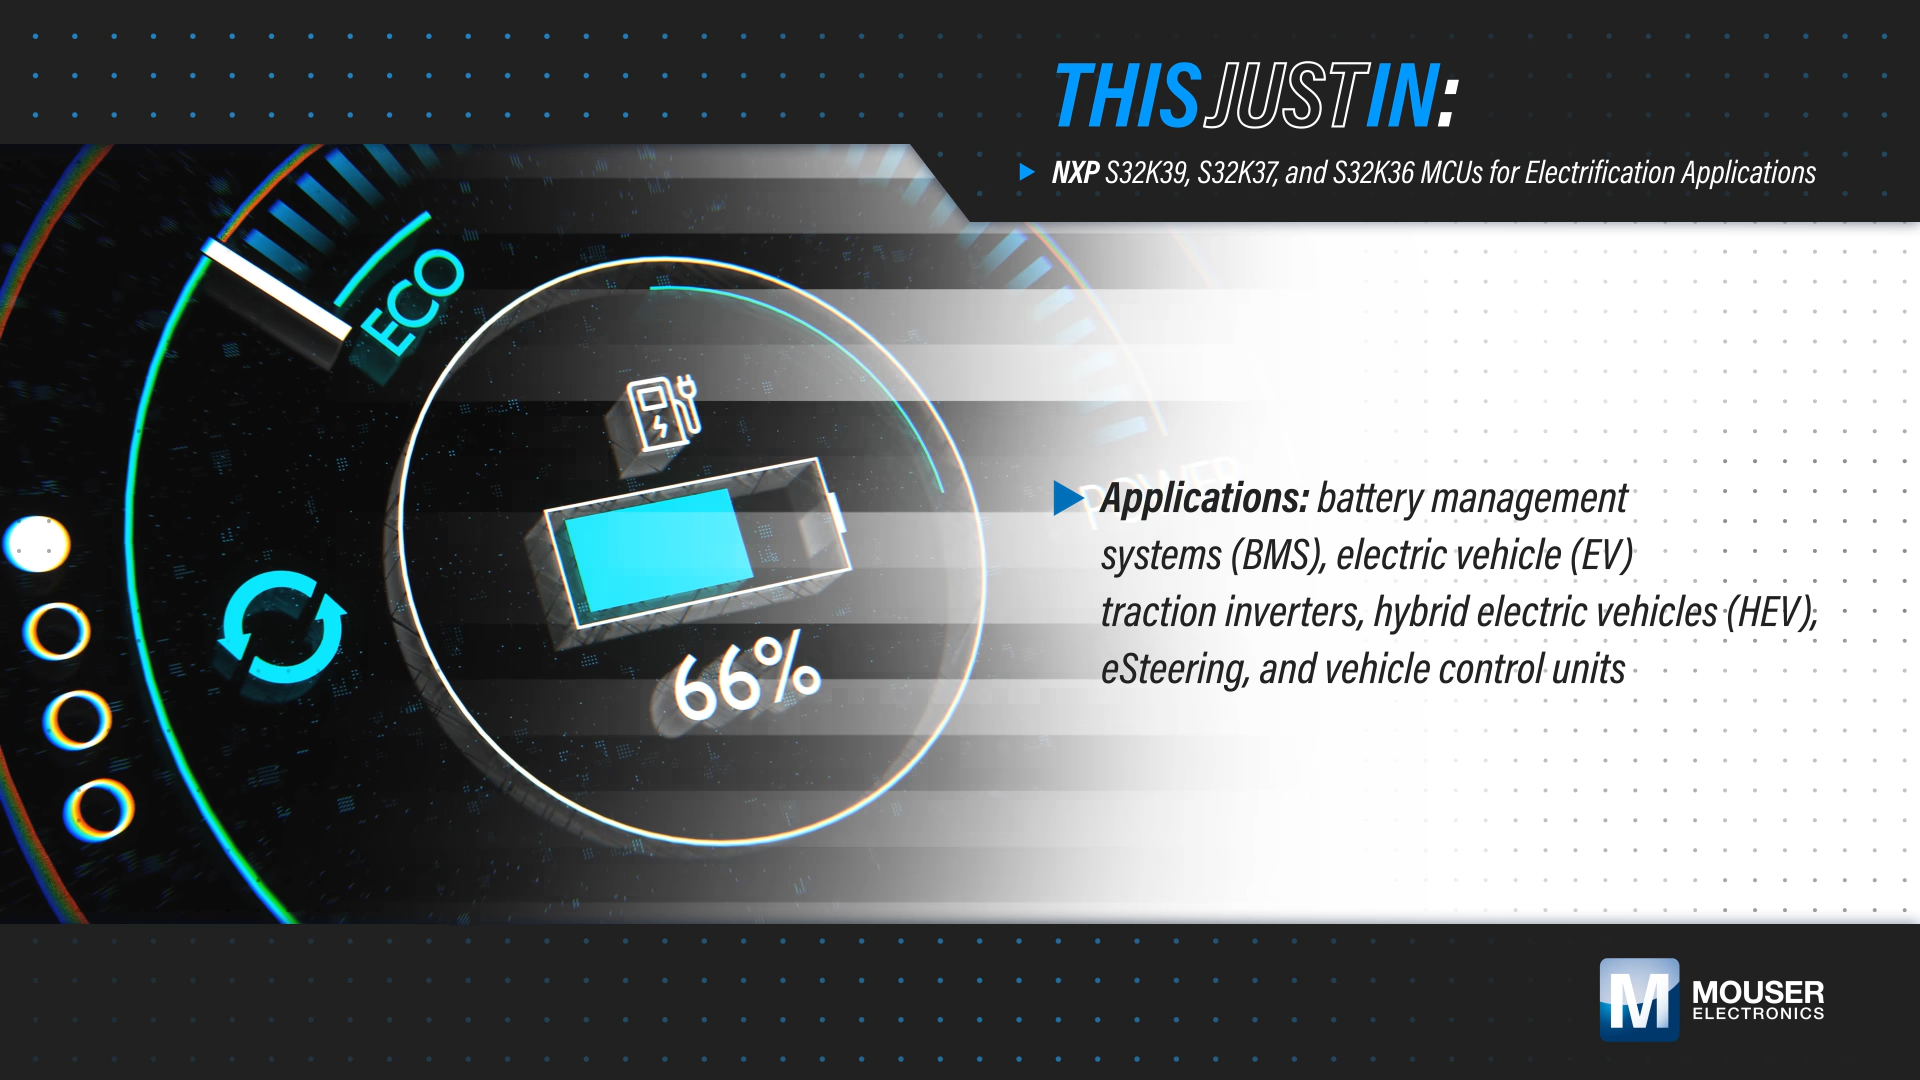 THIS JUST IN:
NXP S32K39, S32K37, and S32K36 MCUs for Electrification Applications
ECO
POWER
66%
Applications: battery management
systems (BMS), electric vehicle (EV)
traction inverters, hybrid electric vehicles (HEV),
eSteering, and vehicle control units
M MOUSER
ELECTRONICS